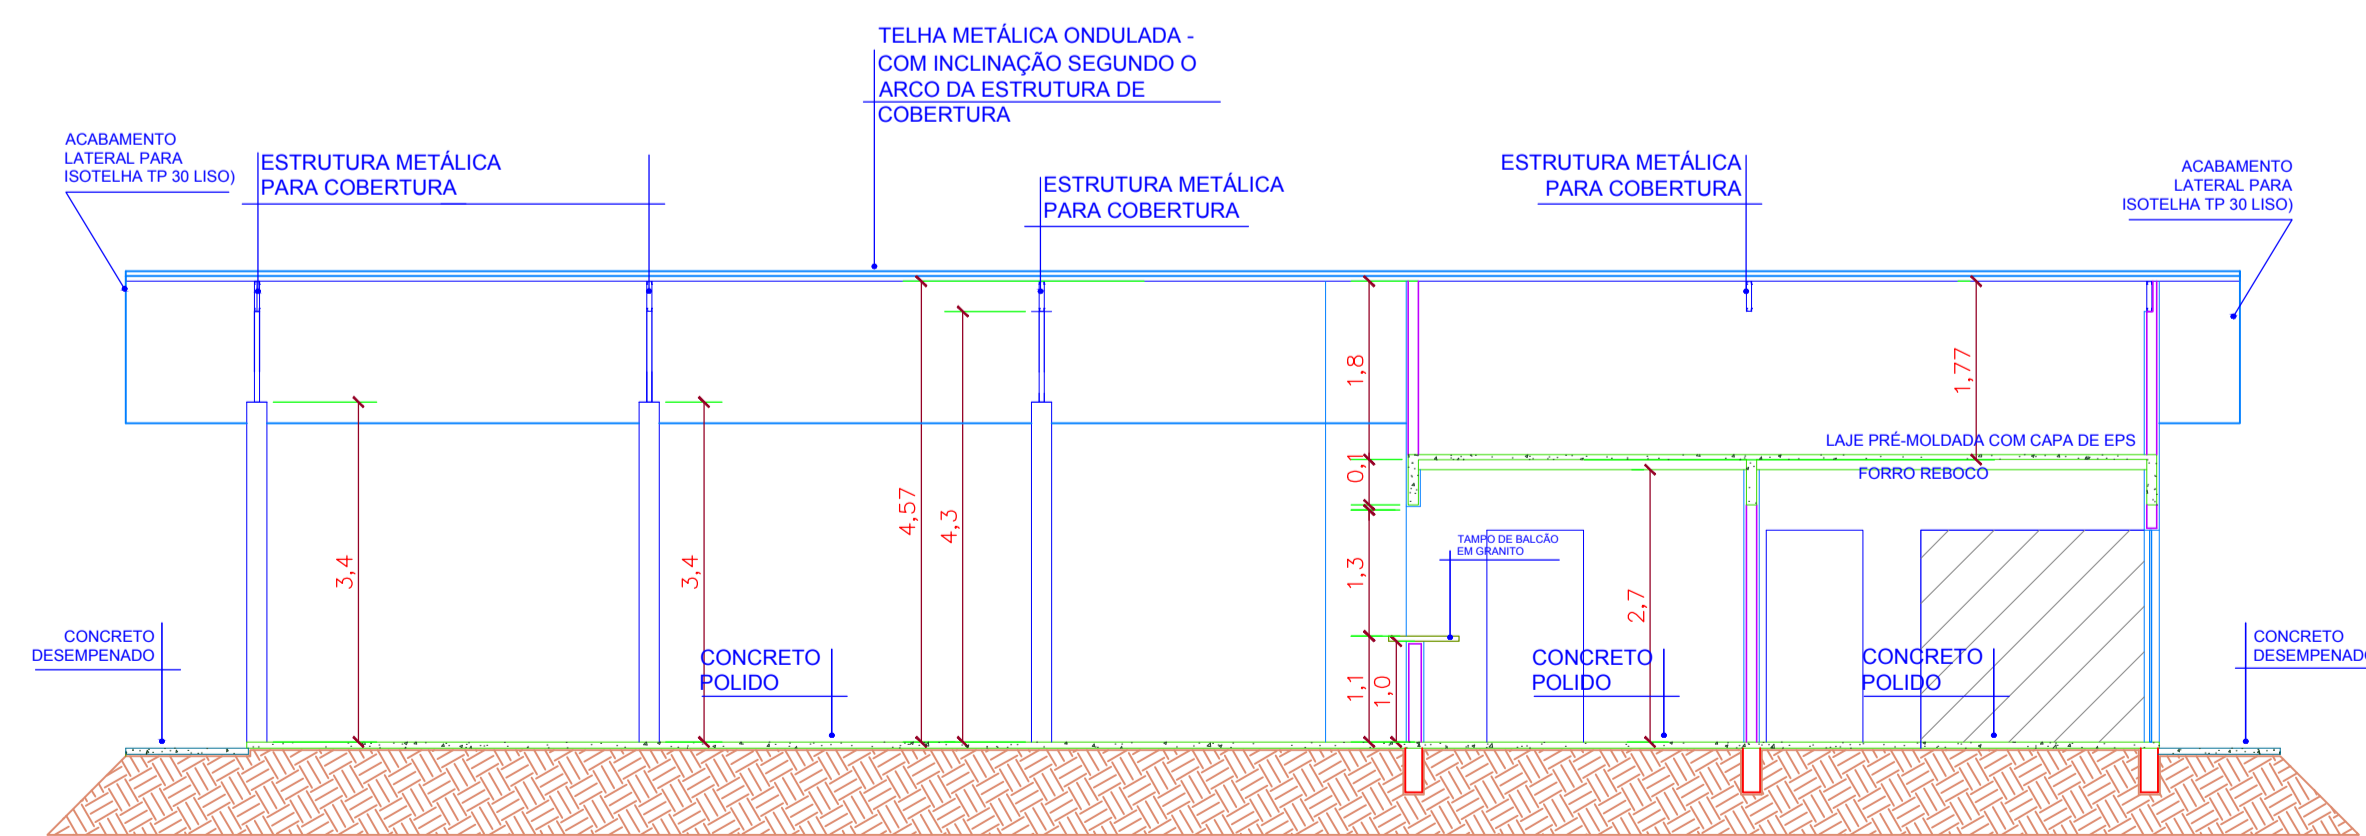 TELHA METÁLICA ONDULADA -
COM INCLINAÇÃO SEGUNDO O
ARCO DA ESTRUTURA DE
COBERTURA
ACABAMENTO
LATERAL PARA
ISOTELHA TP 30 LISO)
ESTRUTURA METÁLICA
PARA COBERTURA
ESTRUTURA METÁLICA
PARA COBERTURA
ESTRUTURA METÁLICA
PARA COBERTURA
ACABAMENTO
LATERAL PARA
ISOTELHA TP 30 LISO)
1,8
1,77
LAJE PRÉ-MOLDADA COM CAPA DE EPS
FORRO REBOCO
0,1
4,57
4,3
3,4
3,4
1,3
TAMPO DE BALCÃO
EM GRANITO
2,7
1,1
1,0
CONCRETO
DESEMPENADO
CONCRETO
POLIDO
CONCRETO
POLIDO
CONCRETO
POLIDO
CONCRETO
DESEMPENADO